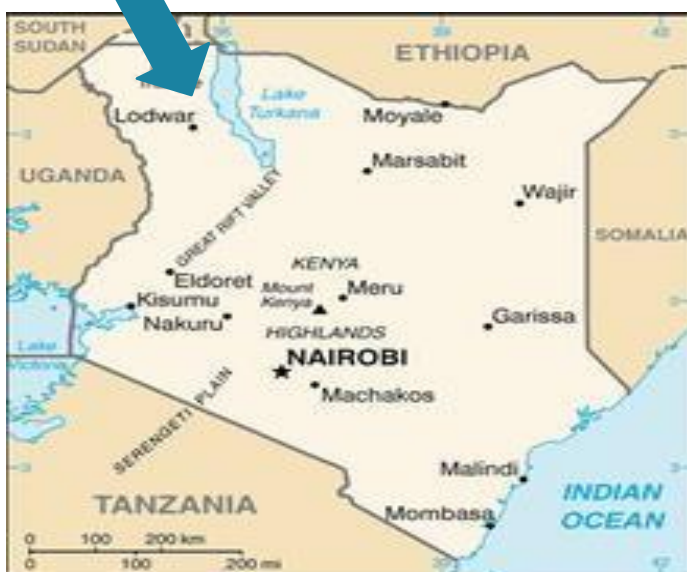 SOUTH
SUDAN
ETHIOPIA
Lake
Turkana
Lodwar
Moyale
Marsabit
UGANDA
Wajir
GREAT RIFT VALLEY
SOMALIA
KENYA
Eldoret
Mount
Kenya
Meru
Kisumu
Nakuru
Garissa
HIGHLANDS
Lake
Victoria
NAIROBI
Machakos
SERENGETI PLAIN
Malindi
INDIAN
OCEAN
TANZANIA
Mombasa
0 100 200 km
0 100 200 mi